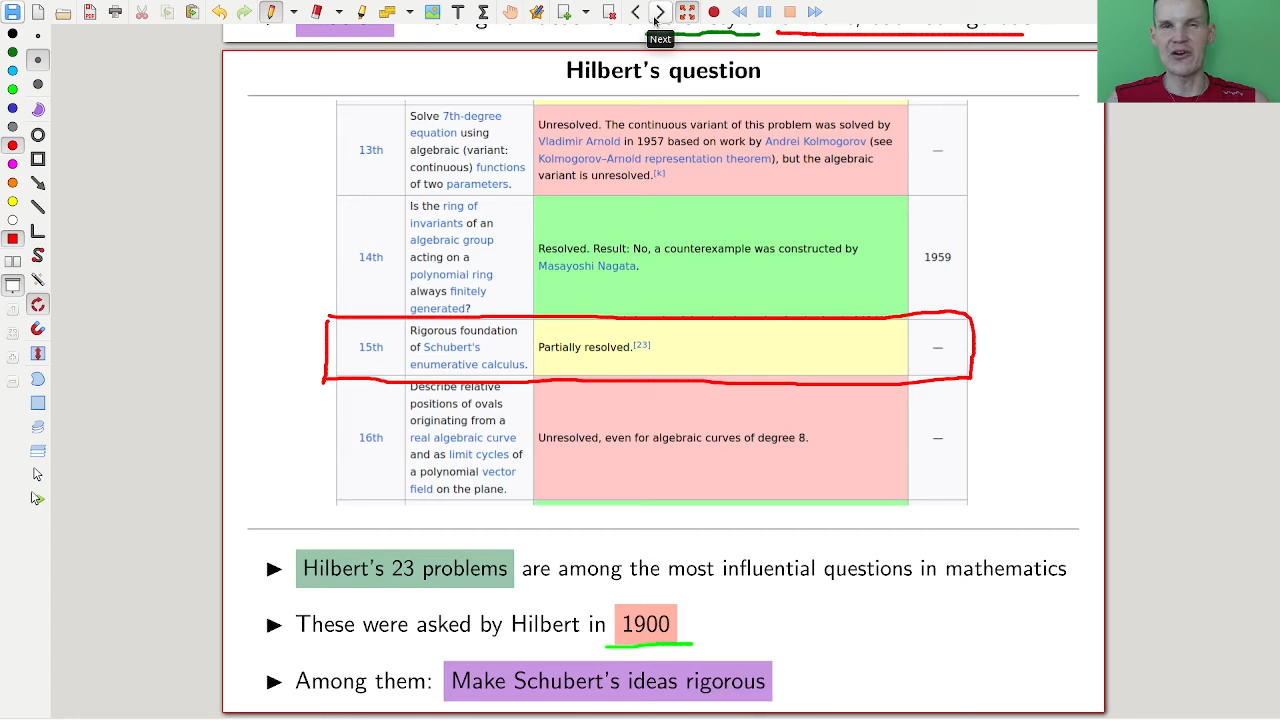 Next
Hilbert's question
13th
Solve 7th-degree
equation using
algebraic (variant:
continuous) functions
of two parameters.
Unresolved. The continuous variant of this problem was solved by
Vladimir Arnold in 1957 based on work by Andrei Kolmogorov (see
Kolmogorov–Arnold representation theorem), but the algebraic
variant is unresolved.[k]
—
14th
Is the ring of
invariants of an
algebraic group
acting on a
polynomial ring
always finitely
generated?
Resolved. Result: No, a counterexample was constructed by
Masayoshi Nagata.
1959
15th
Rigorous foundation
of Schubert's
enumerative calculus.
Partially resolved.[23]
—
16th
Describe relative
positions of ovals
originating from a
real algebraic curve
and as limit cycles of
a polynomial vector
field on the plane.
Unresolved, even for algebraic curves of degree 8.
—
▶ Hilbert's 23 problems are among the most influential questions in mathematics
▶ These were asked by Hilbert in 1900
▶ Among them: Make Schubert's ideas rigorous